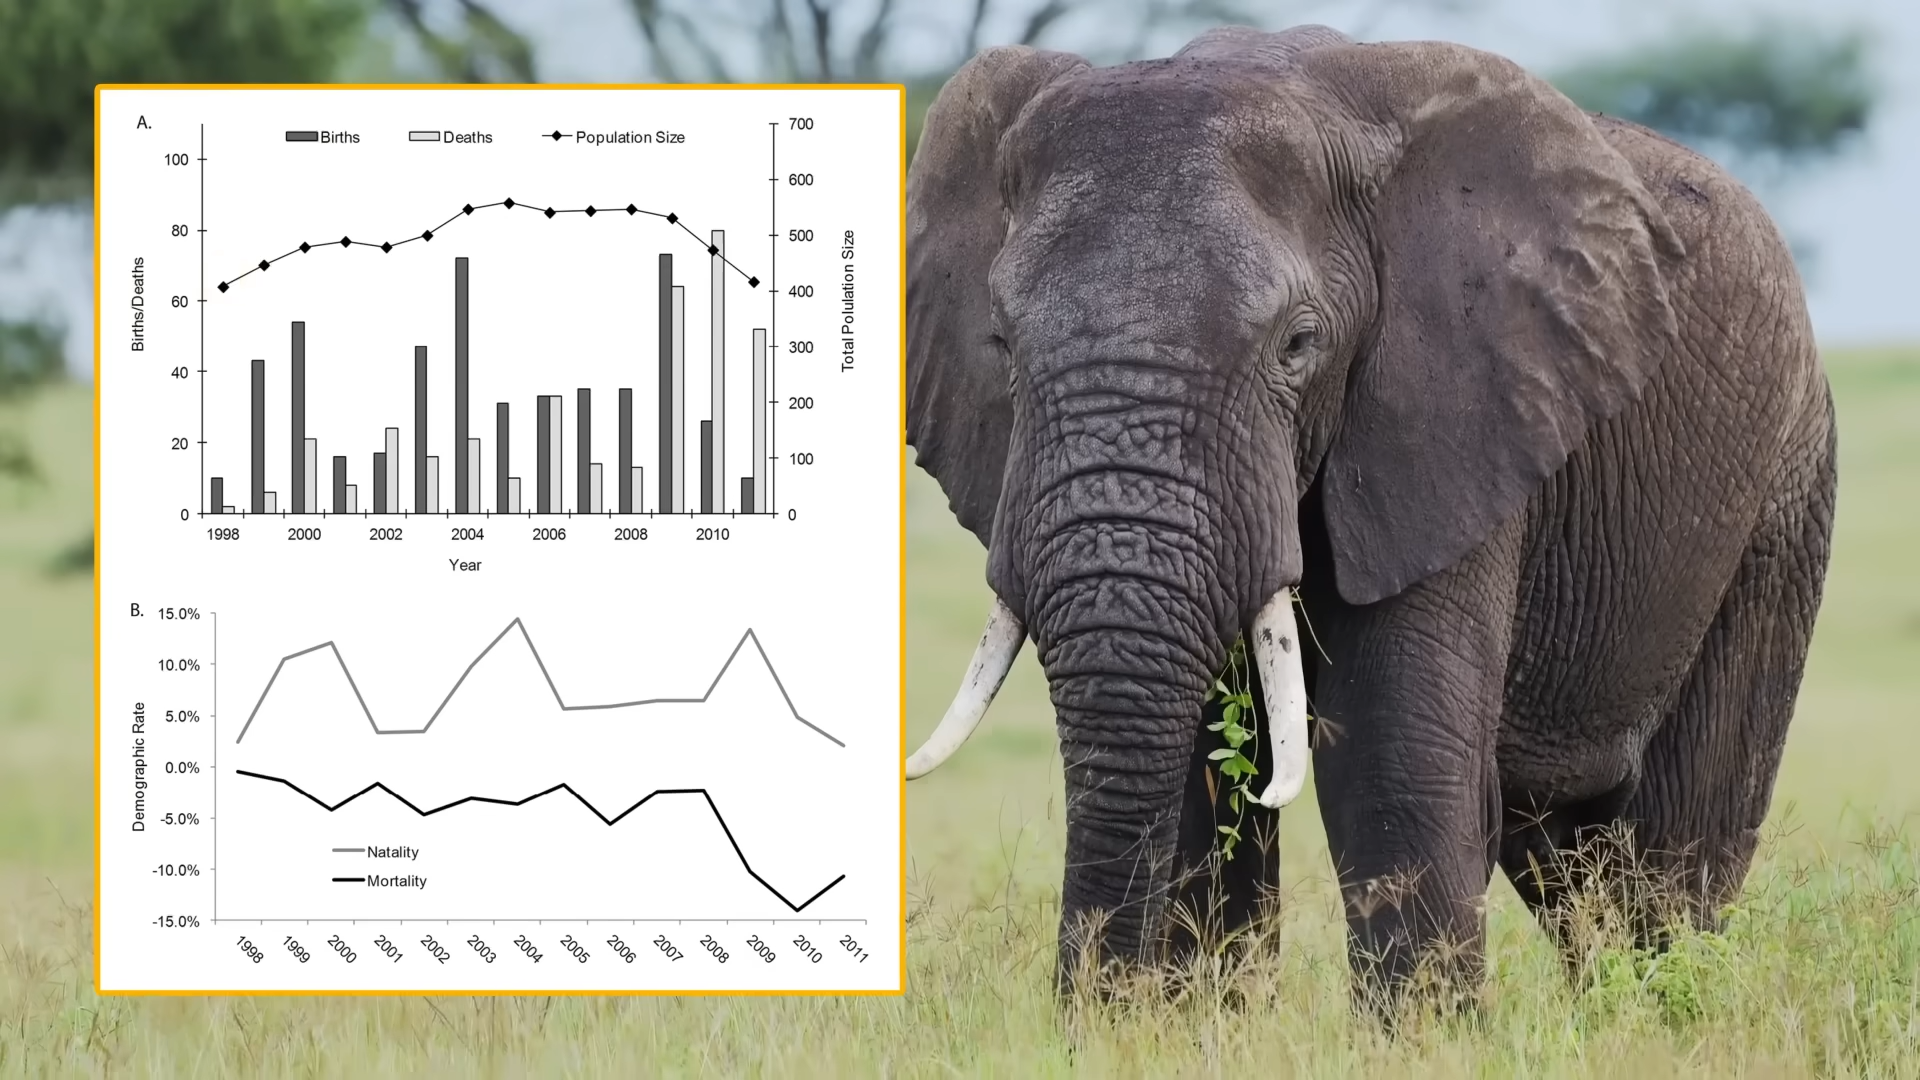 A.
Births Deaths Population Size
100
80
60
40
20
0
Births/Deaths
700
600
500
400
300
200
100
0
Total Polulation Size
1998 2000 2002 2004 2006 2008 2010
Year
B.
15.0%
10.0%
5.0%
0.0%
-5.0%
-10.0%
-15.0%
Demographic Rate
Natality
Mortality
1998 1999 2000 2001 2002 2003 2004 2005 2006 2007 2008 2009 2010 2011